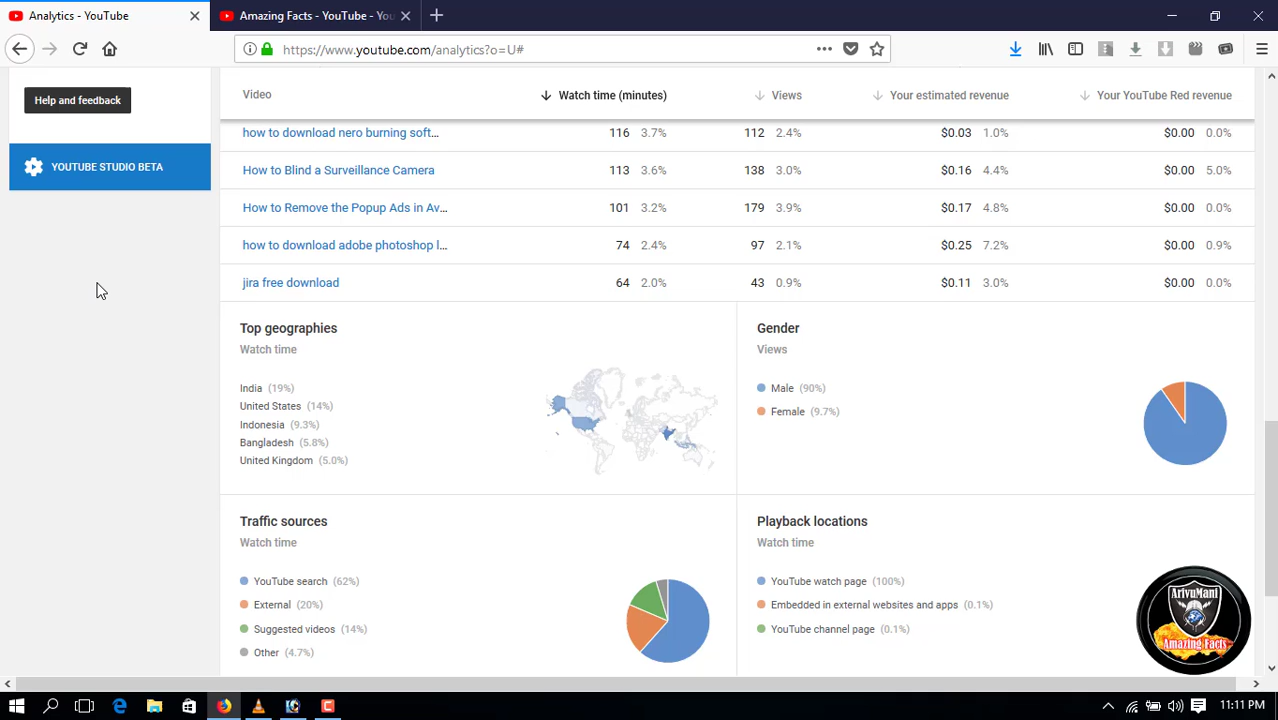 Analytics - YouTube
Amazing Facts - YouTube - You
https://www.youtube.com/analytics?o=U#
Help and feedback
YOUTUBE STUDIO BETA
Video Watch time (minutes) Views Your estimated revenue Your YouTube Red revenue
how to download nero burning soft... 116 3.7% 112 2.4% $0.03 1.0% $0.00 0.0%
How to Blind a Surveillance Camera 113 3.6% 138 3.0% $0.16 4.4% $0.00 5.0%
How to Remove the Popup Ads in Av... 101 3.2% 179 3.9% $0.17 4.8% $0.00 0.0%
how to download adobe photoshop l... 74 2.4% 97 2.1% $0.25 7.2% $0.00 0.9%
jira free download 64 2.0% 43 0.9% $0.11 3.0% $0.00 0.0%
Top geographies
Watch time
India (19%)
United States (14%)
Indonesia (9.3%)
Bangladesh (5.8%)
United Kingdom (5.0%)
Gender
Views
Male (90%)
Female (9.7%)
Traffic sources
Watch time
YouTube search (62%)
External (20%)
Suggested videos (14%)
Other (4.7%)
Playback locations
Watch time
YouTube watch page (100%)
Embedded in external websites and apps (0.1%)
YouTube channel page (0.1%)
ArivuMani
Amazing Facts
11:11 PM